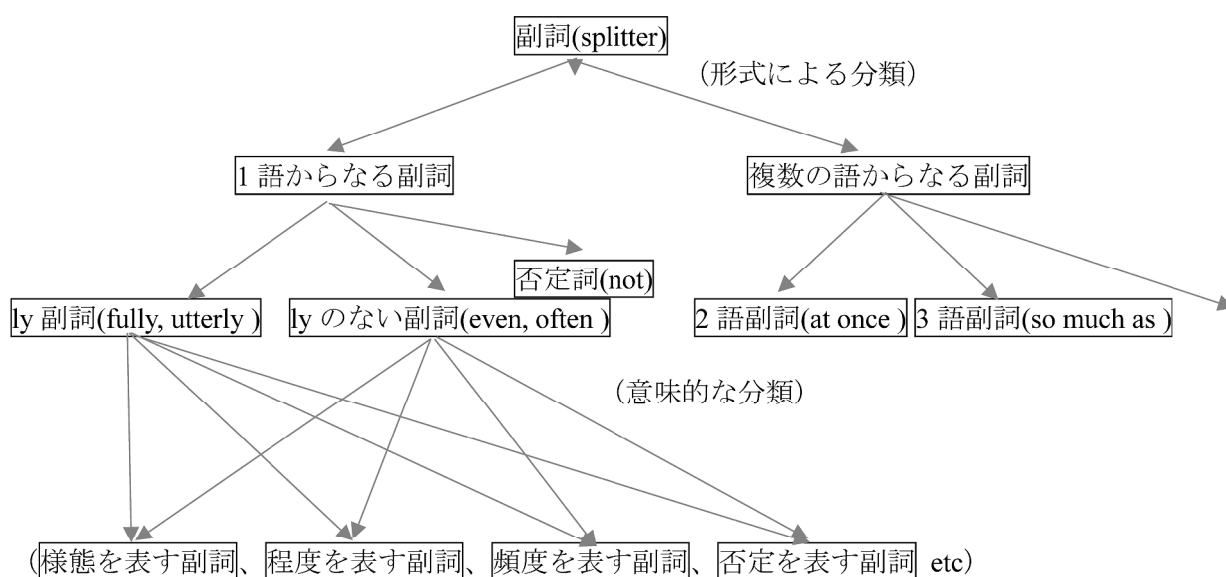 副詞(splitter)
(形式による分類)
1 語からなる副詞
複数の語からなる副詞
否定詞(not)
ly 副詞(fully, utterly )
ly のない副詞(even, often )
2 語副詞(at once )
3 語副詞(so much as )
(意味的な分類)
(様態を表す副詞、程度を表す副詞、頻度を表す副詞、否定を表す副詞 etc)